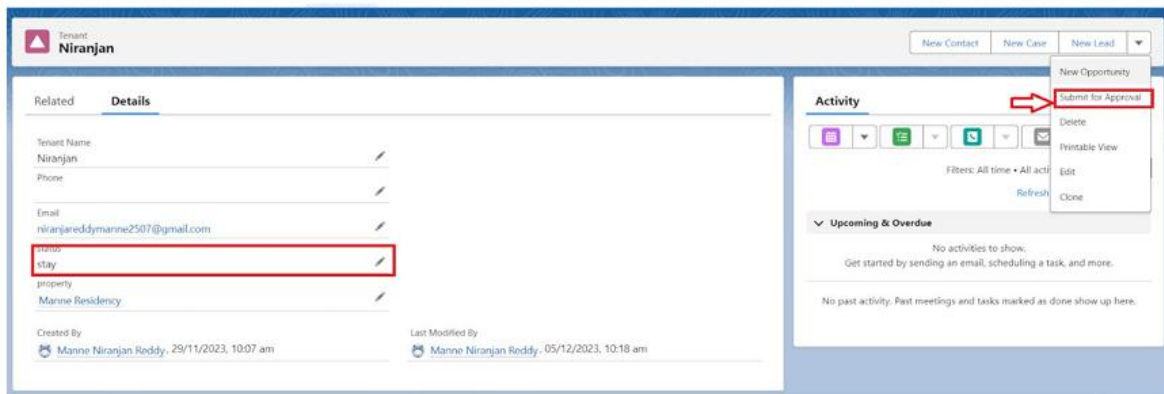 Tenant
Niranjan
New Contact
New Case
New Lead
New Opportunity
Submit for Approval
Delete
Printable View
Edit
Clone
Related
Details
Tenant Name
Niranjan
Phone
Email
niranjareddymanne2507@gmail.com
status
stay
property
Manne Residency
Created By
Manne Niranjan Reddy, 29/11/2023, 10:07 am
Last Modified By
Manne Niranjan Reddy, 05/12/2023, 10:18 am
Activity
Filters: All time • All acti
Refresh
Upcoming & Overdue
No activities to show.
Get started by sending an email, scheduling a task, and more.
No past activity. Past meetings and tasks marked as done show up here.